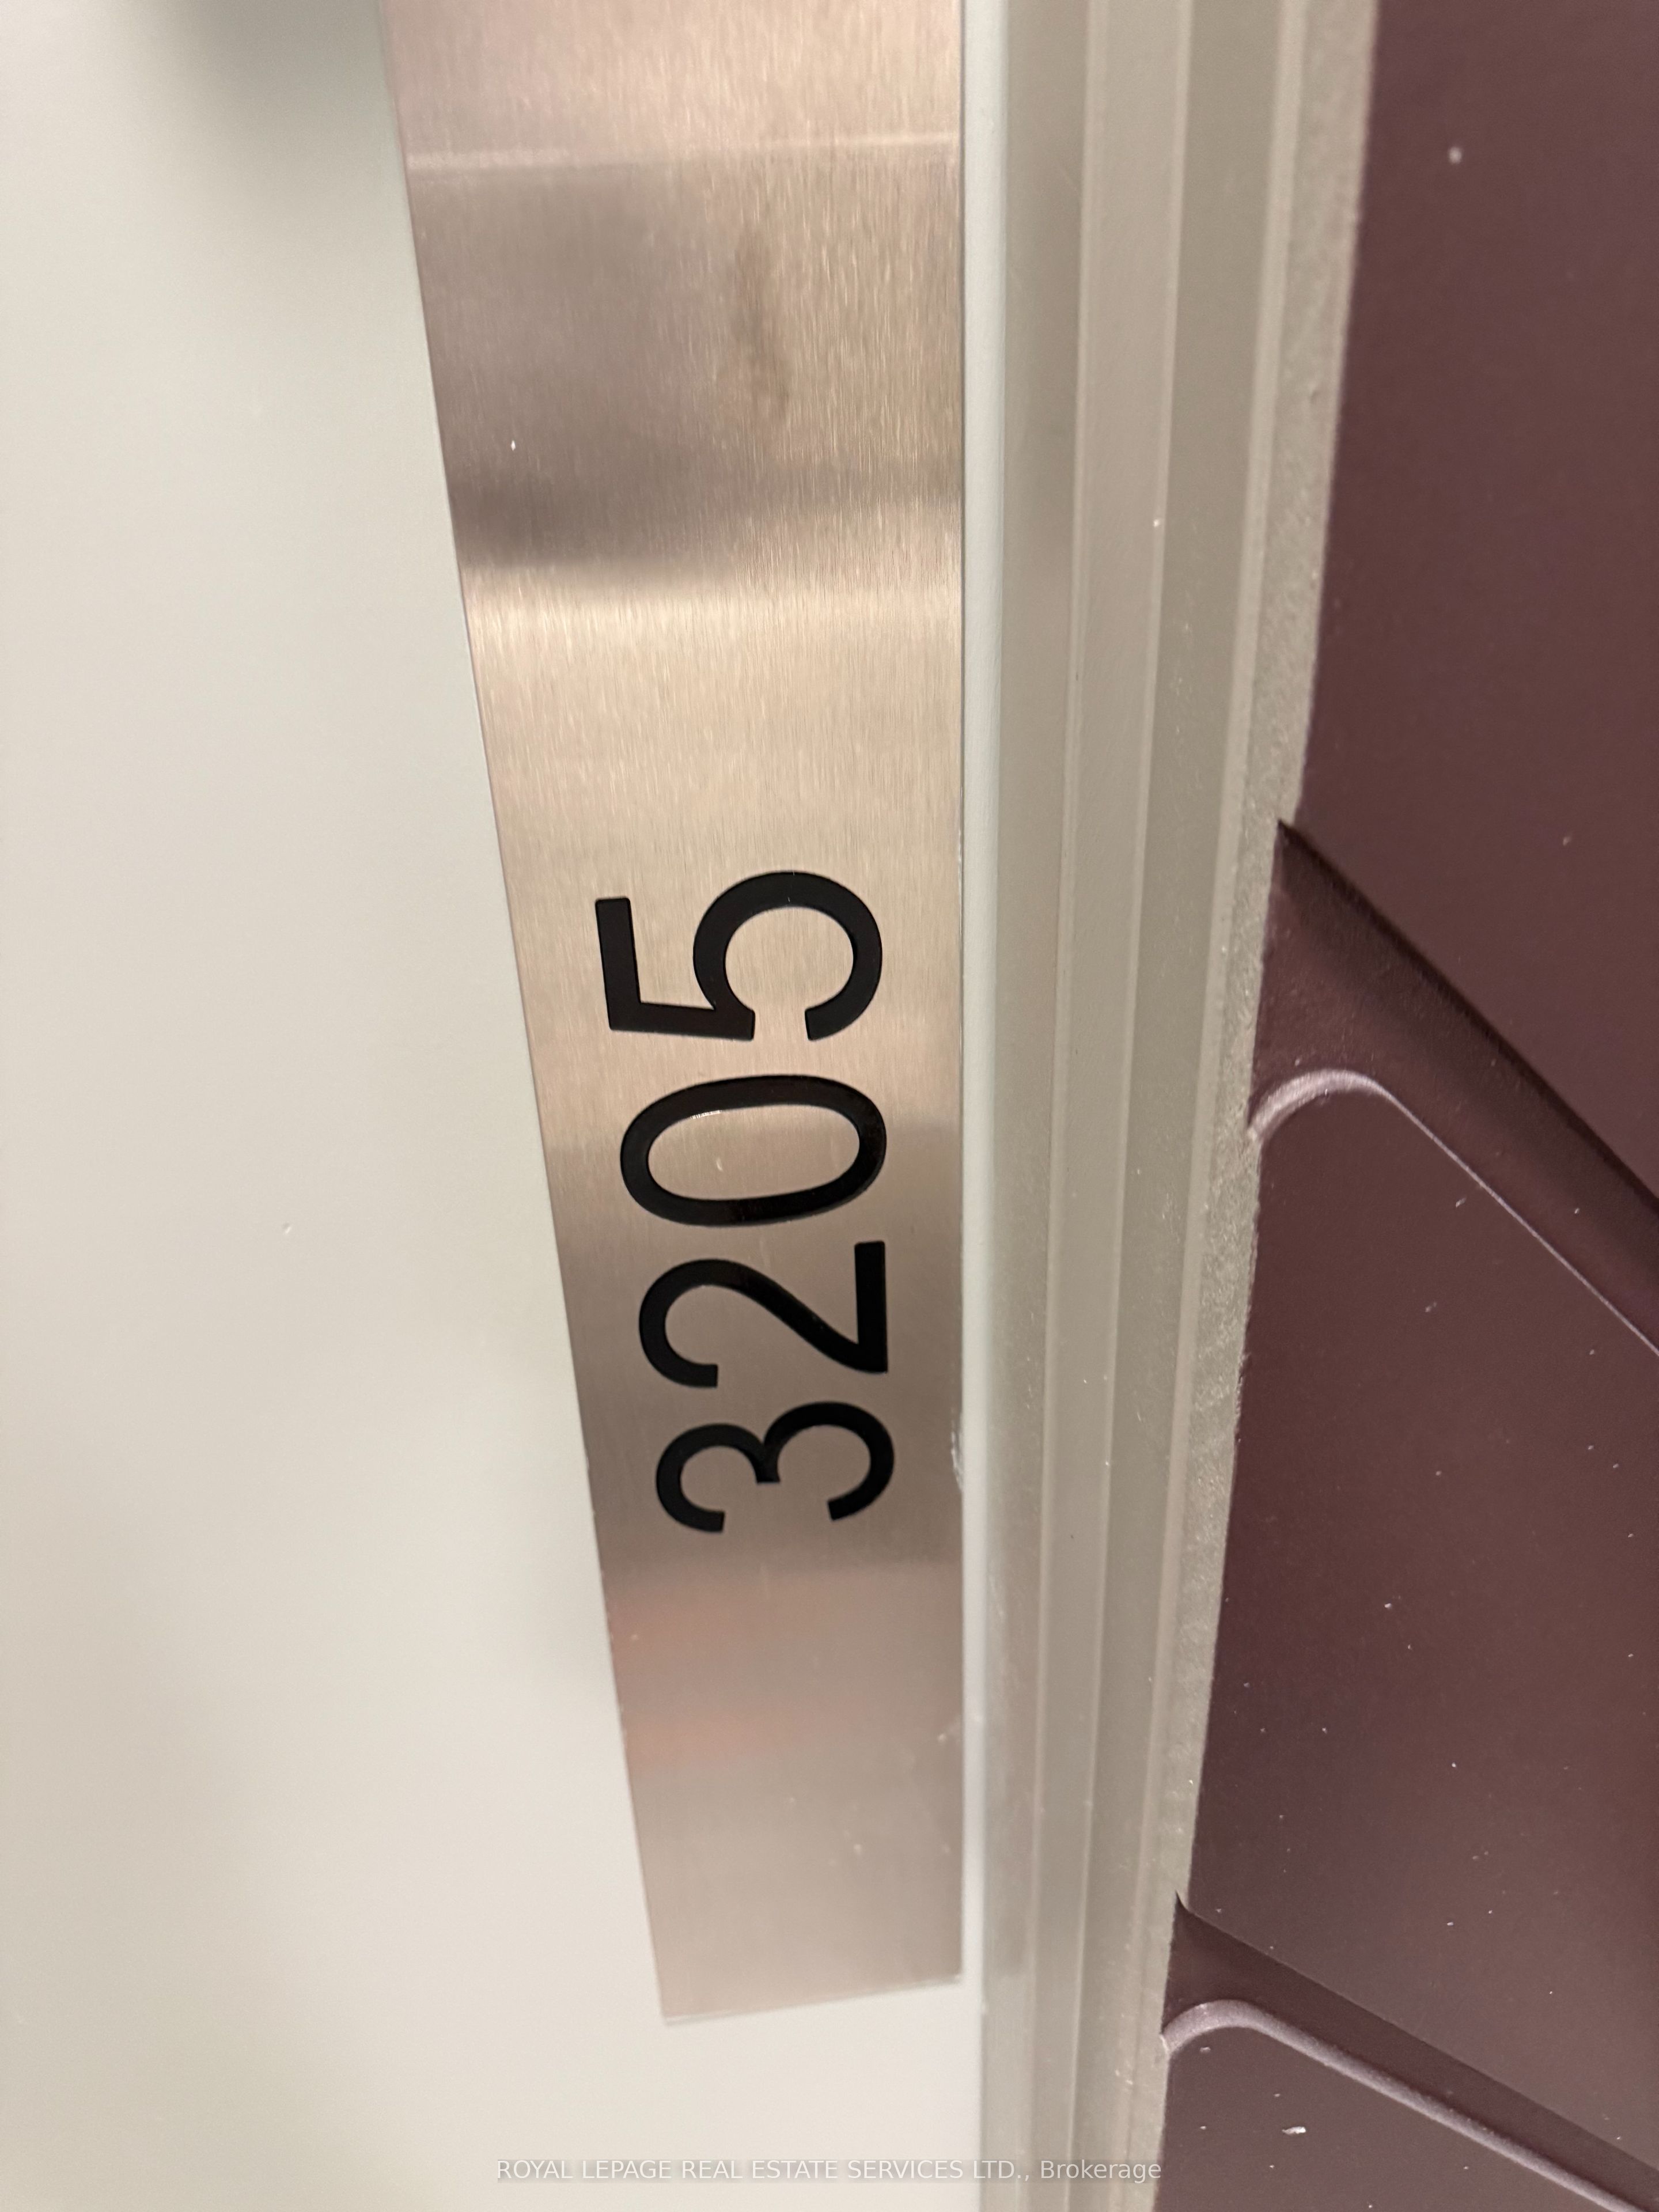 3205
ROYAL LEPAGE REAL ESTATE SERVICES LTD., Brokerage